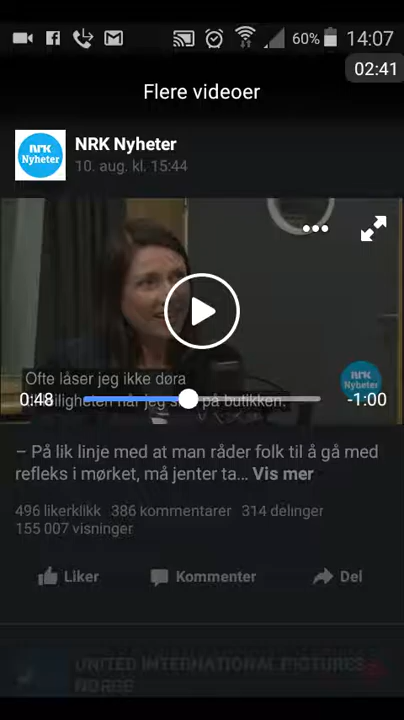 60% 14:07
02:41
Flere videoer
NRK Nyheter
10. aug. kl. 15:44
NRK
Nyheter
Ofte låser jeg ikke døra
når jeg på butikken.
NRK
Nyheter
0:48
-1:00
– På lik linje med at man råder folk til å gå med
refleks i mørket, må jenter ta... Vis mer
496 likerklikk 386 kommentarer 314 delinger
155 007 visninger
Liker Kommenter Del
UNITED INTERNATIONAL PICTURES
NORGE